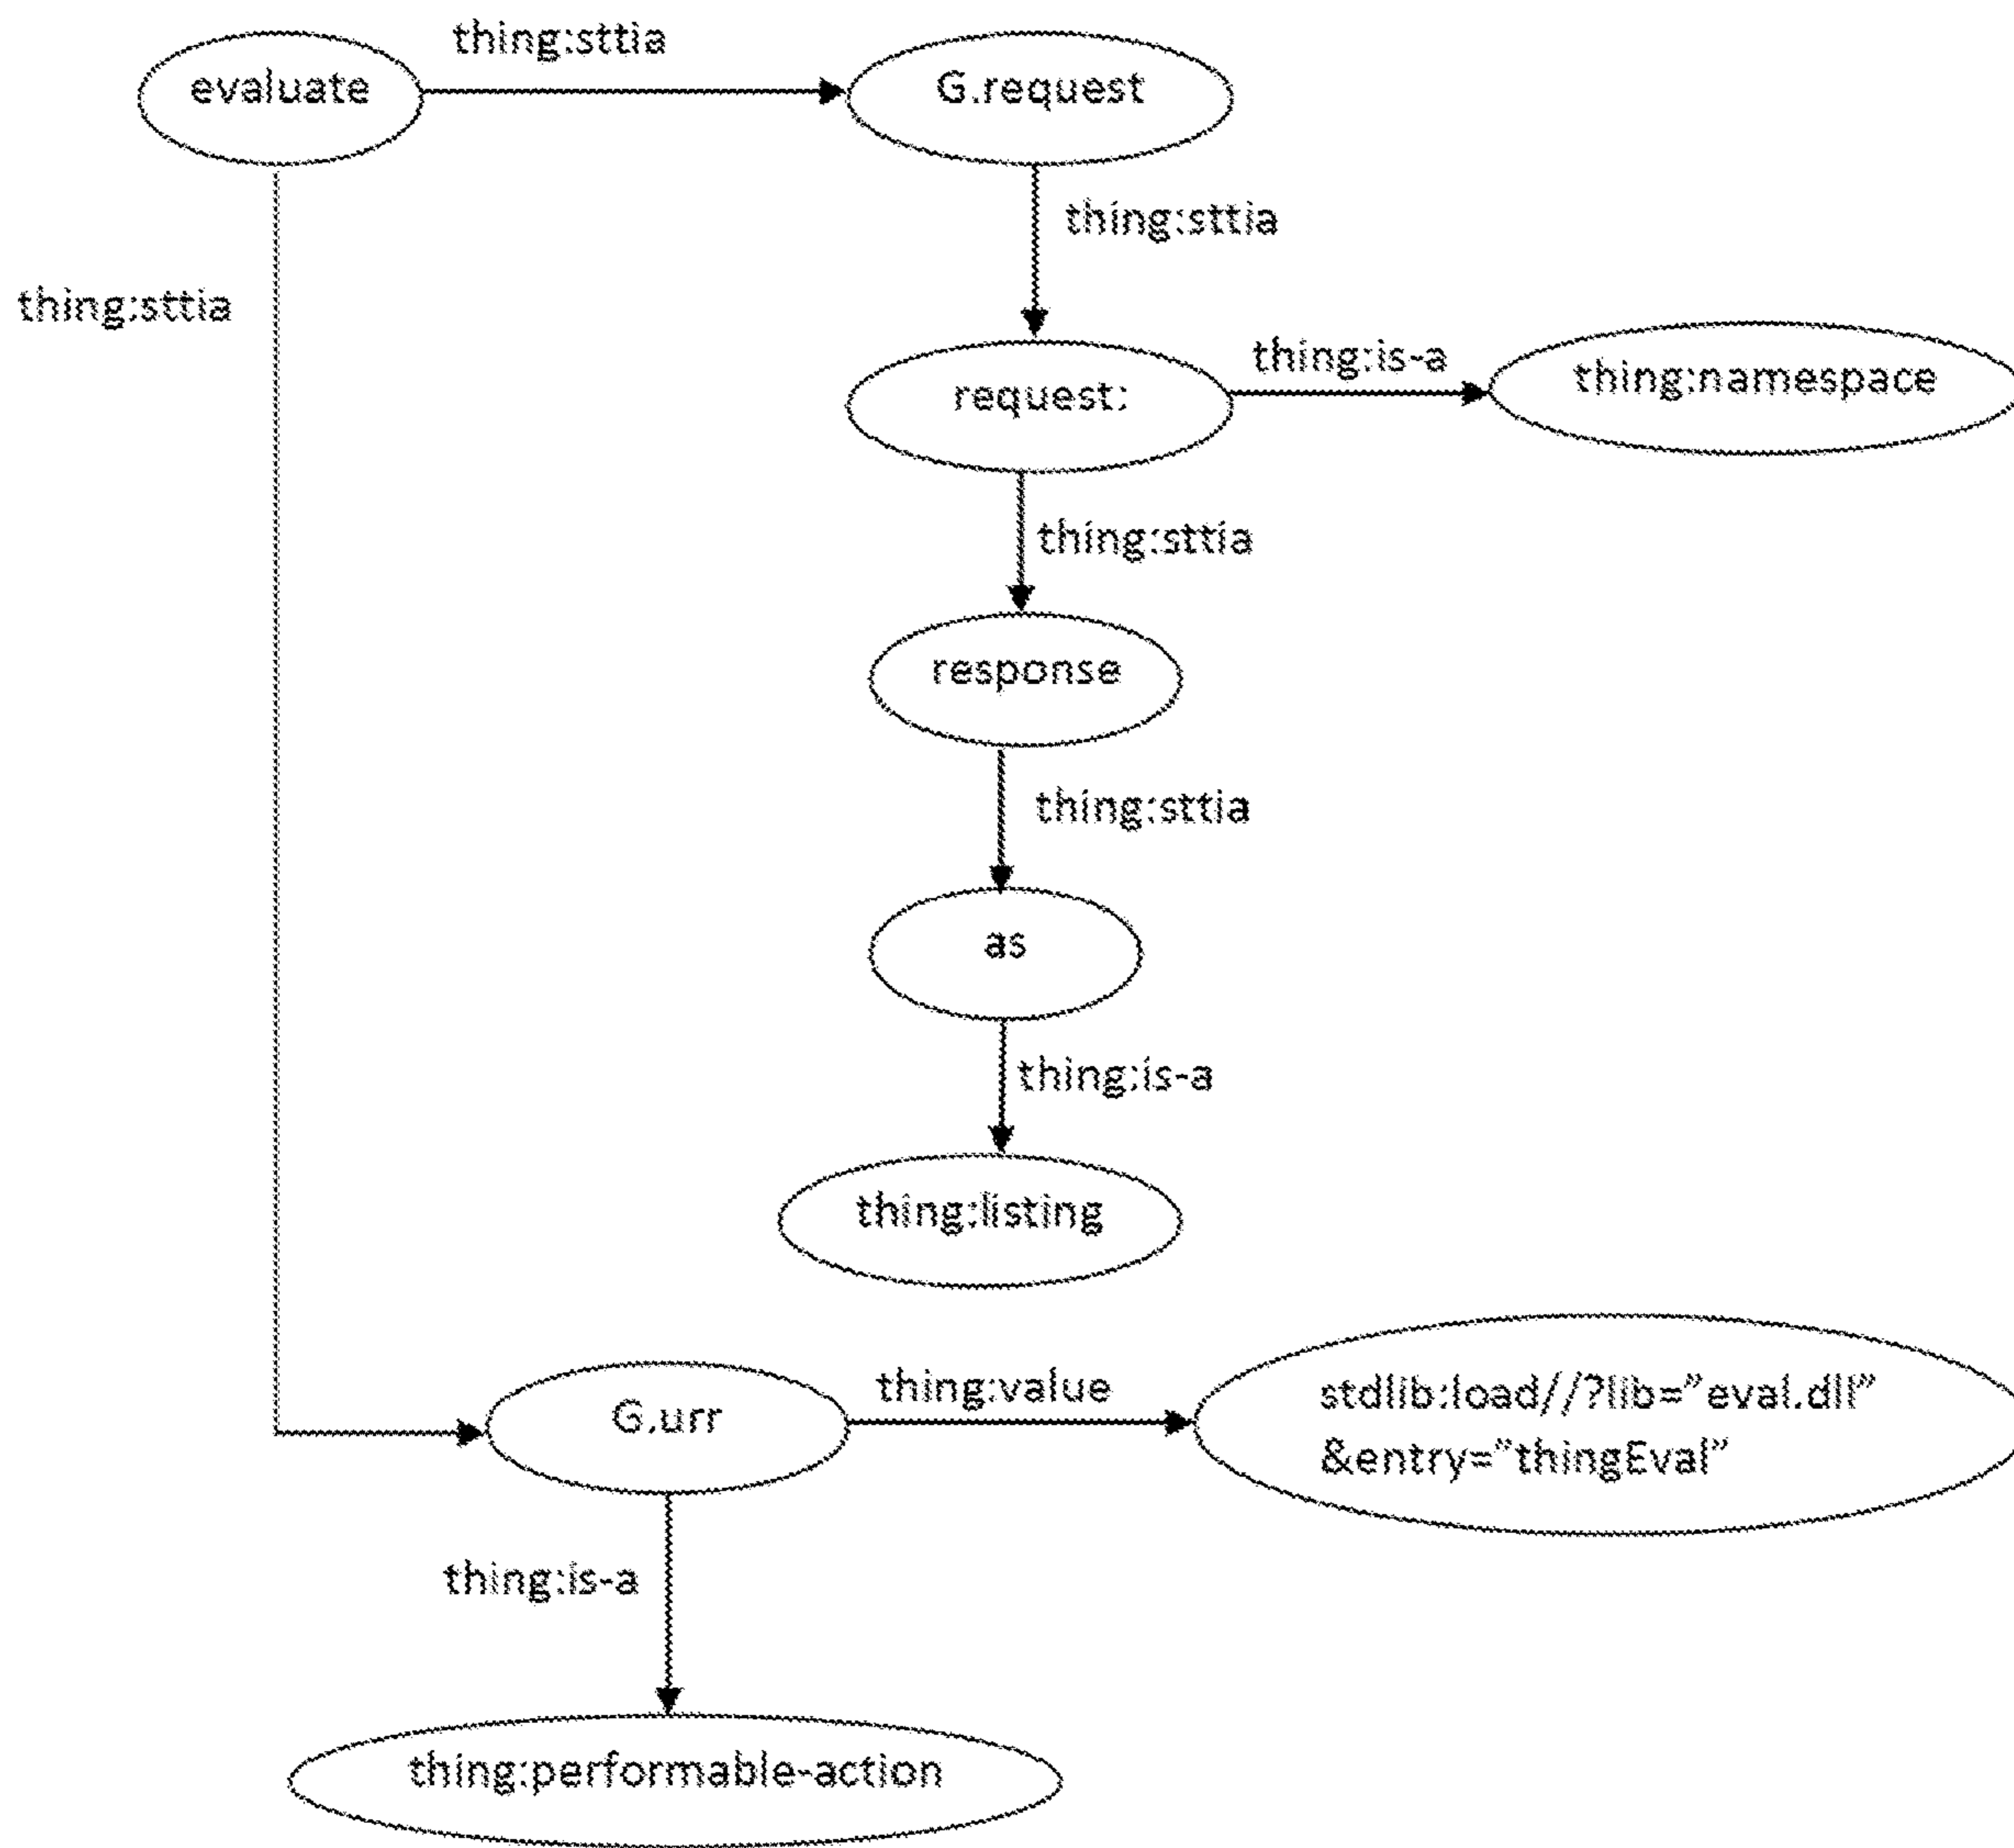 thing:sttia
evaluate
G.request
thing:sttia
thing:sttia
thing:is-a
thing:namespace
request:
thing:sttia
response
thing:sttia
as
thing:is-a
thing:listing
thing:value
stdlib:load//?lib=”eval.dll”
G.urr
&entry=”thingEval”
thing:is-a
thing:performable-action